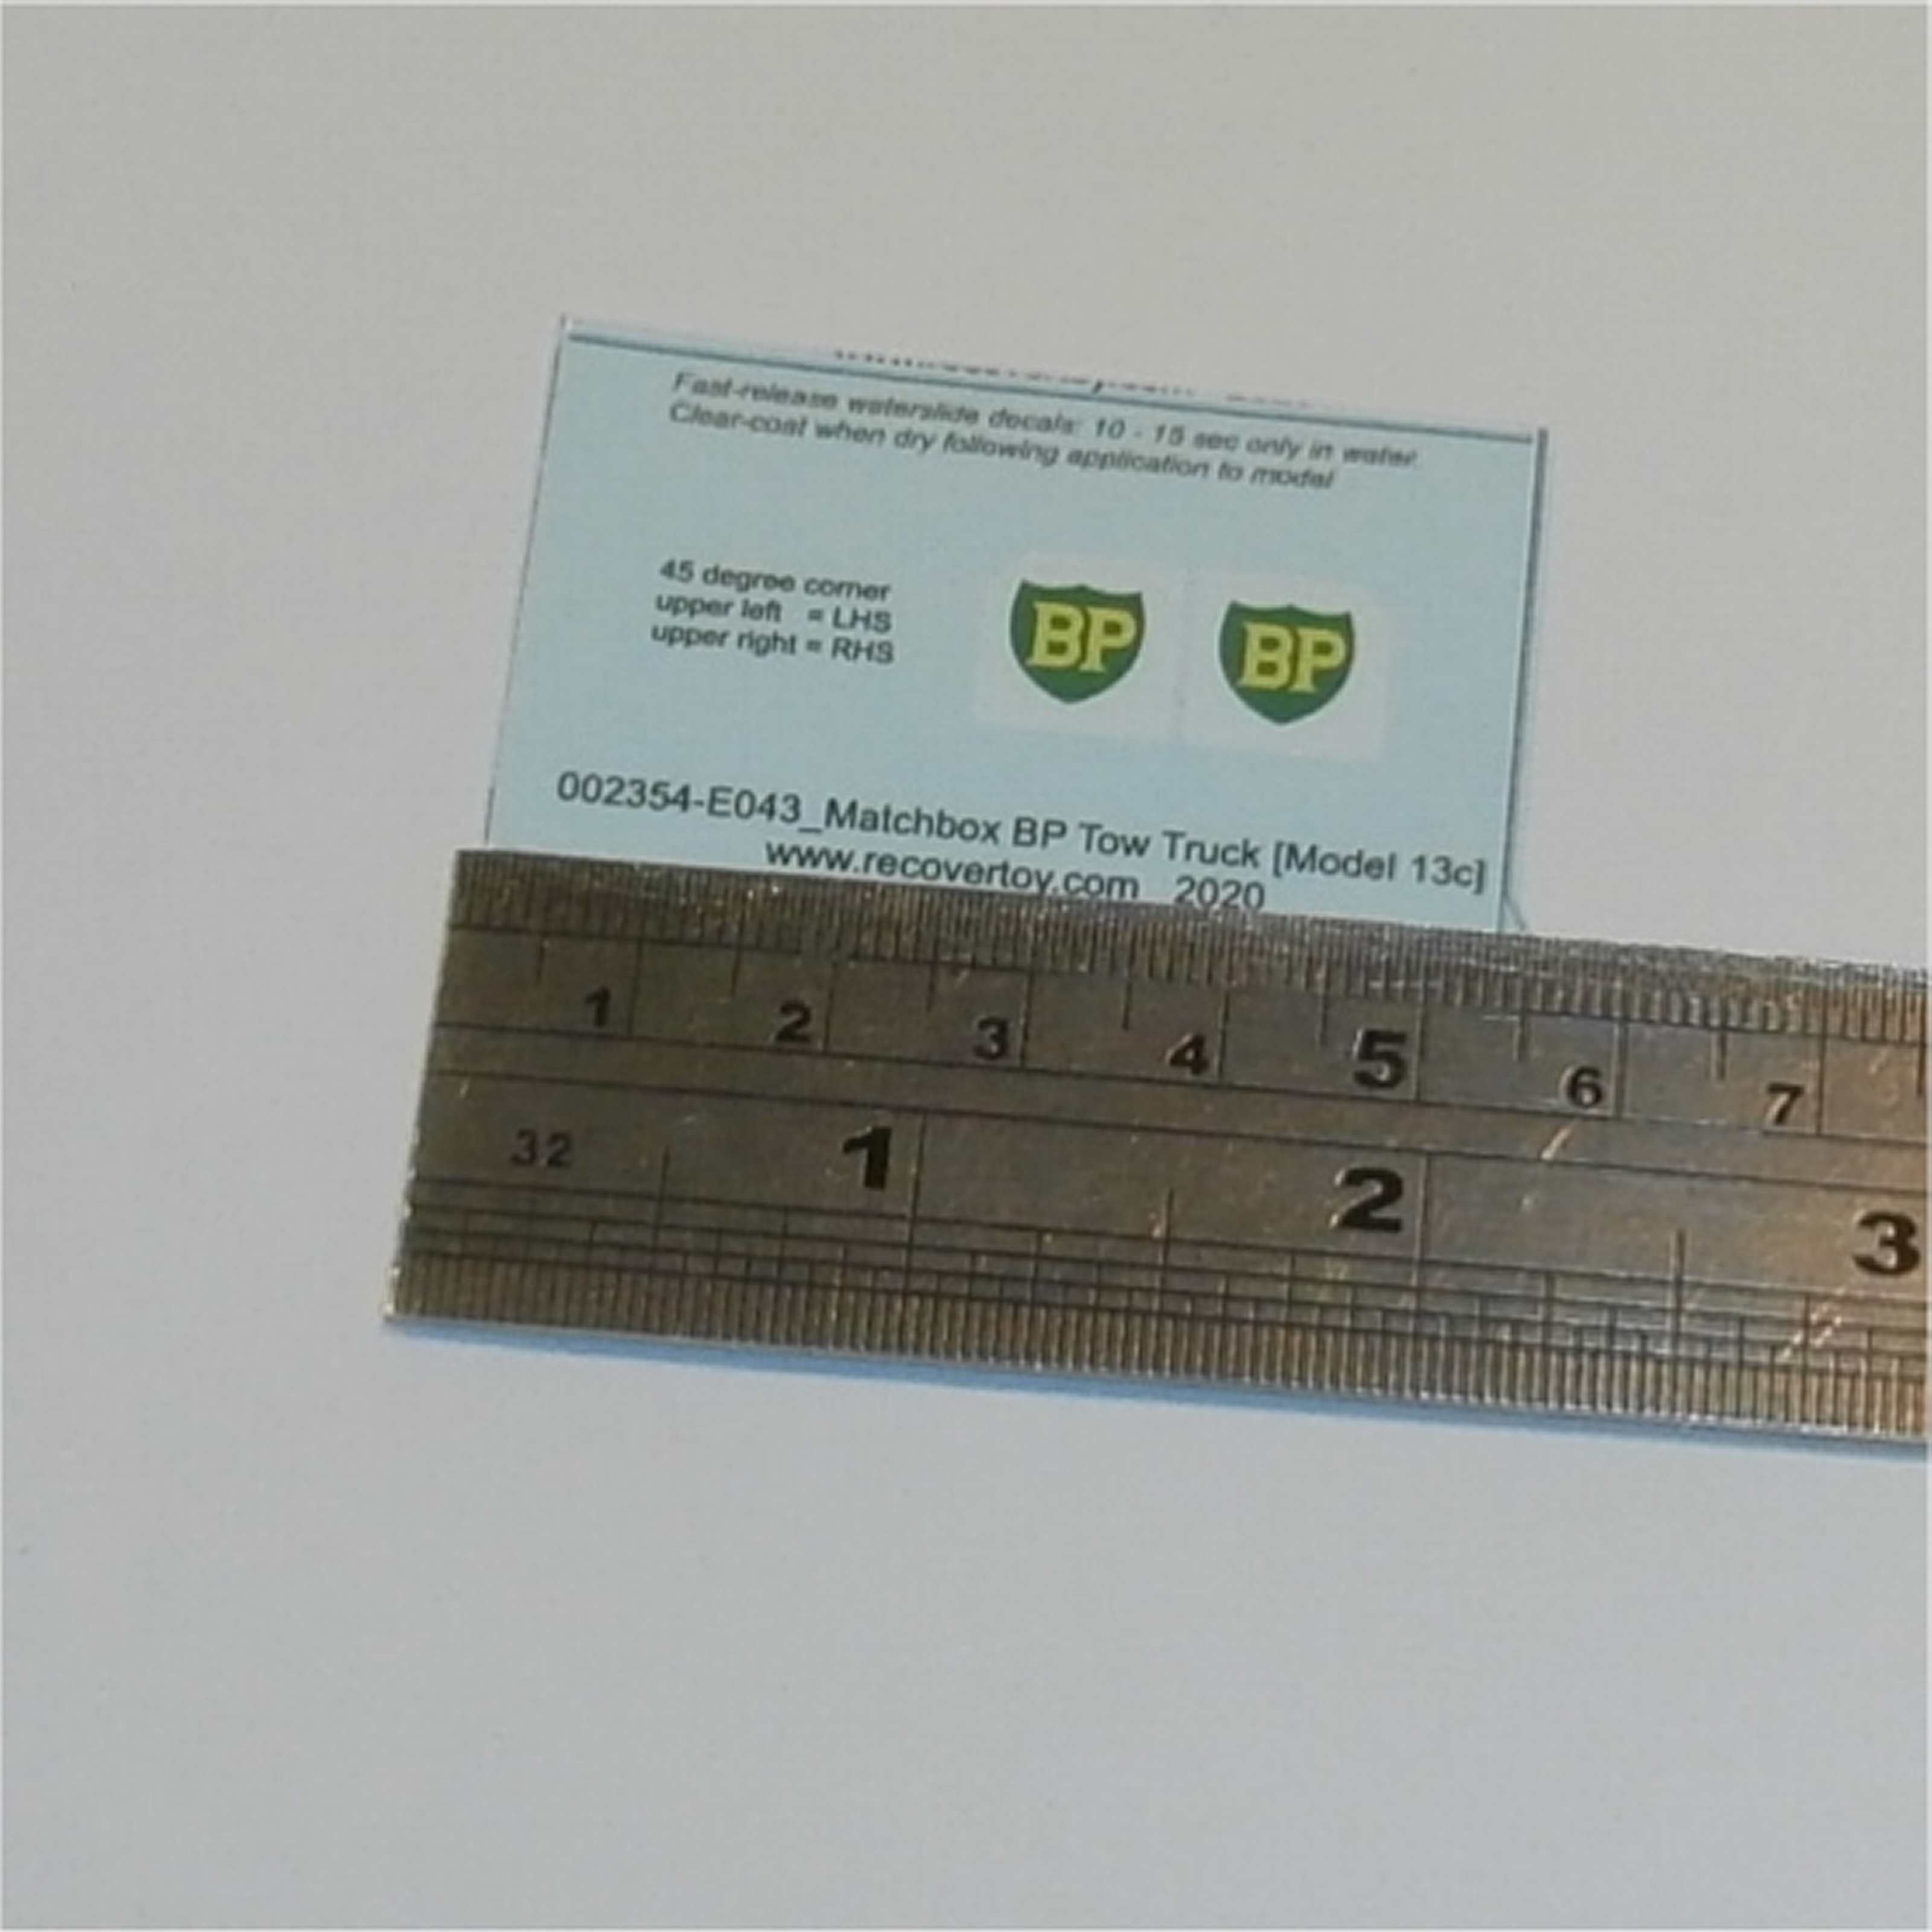 Fast-release waterslide decals: 10 - 15 sec only in water.
Clear-coat when dry following application to model
45 degree corner
upper left = LHS
upper right = RHS
BP BP
002354-E043_Matchbox BP Tow Truck [Model 13c]
www.recovertoy.com 2020
1 2 3 4 5 6 7
32 1 2 3